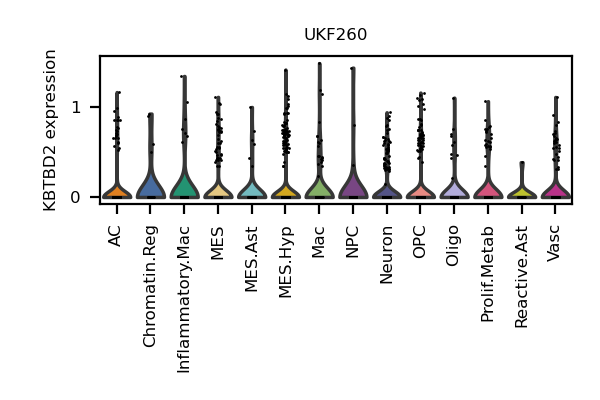 UKF260
KBTBD2 expression
1
0
AC
Chromatin.Reg
Inflammatory.Mac
MES
MES.Ast
MES.Hyp
Mac
NPC
Neuron
OPC
Oligo
Prolif.Metab
Reactive.Ast
Vasc